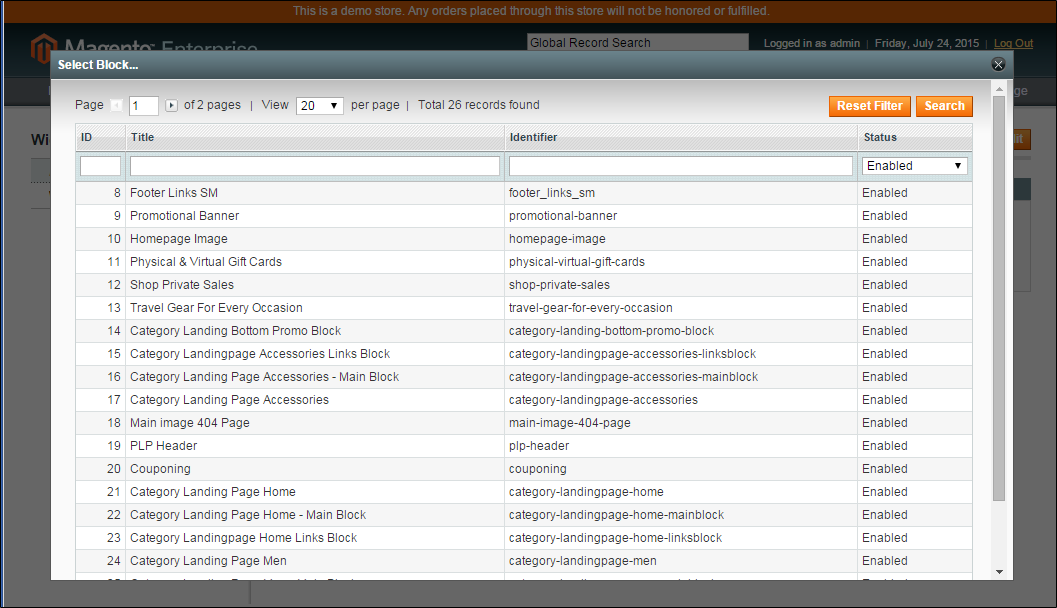 This is a demo store. Any orders placed through this store will not be honored or fulfilled.
Magento Enterprise Global Record Search Logged in as admin | Friday, July 24, 2015 | Log Out
Select Block...
Page 1 of 2 pages | View 20 per page | Total 26 records found Reset Filter Search
ID Title Identifier Status
Enabled
8 Footer Links SM footer_links_sm Enabled
9 Promotional Banner promotional-banner Enabled
10 Homepage Image homepage-image Enabled
11 Physical & Virtual Gift Cards physical-virtual-gift-cards Enabled
12 Shop Private Sales shop-private-sales Enabled
13 Travel Gear For Every Occasion travel-gear-for-every-occasion Enabled
14 Category Landing Bottom Promo Block category-landing-bottom-promo-block Enabled
15 Category Landingpage Accessories Links Block category-landingpage-accessories-linksblock Enabled
16 Category Landing Page Accessories - Main Block category-landingpage-accessories-mainblock Enabled
17 Category Landing Page Accessories category-landingpage-accessories Enabled
18 Main image 404 Page main-image-404-page Enabled
19 PLP Header plp-header Enabled
20 Couponing couponing Enabled
21 Category Landing Page Home category-landingpage-home Enabled
22 Category Landing Page Home - Main Block category-landingpage-home-mainblock Enabled
23 Category Landingpage Home Links Block category-landingpage-home-linksblock Enabled
24 Category Landing Page Men category-landingpage-men Enabled